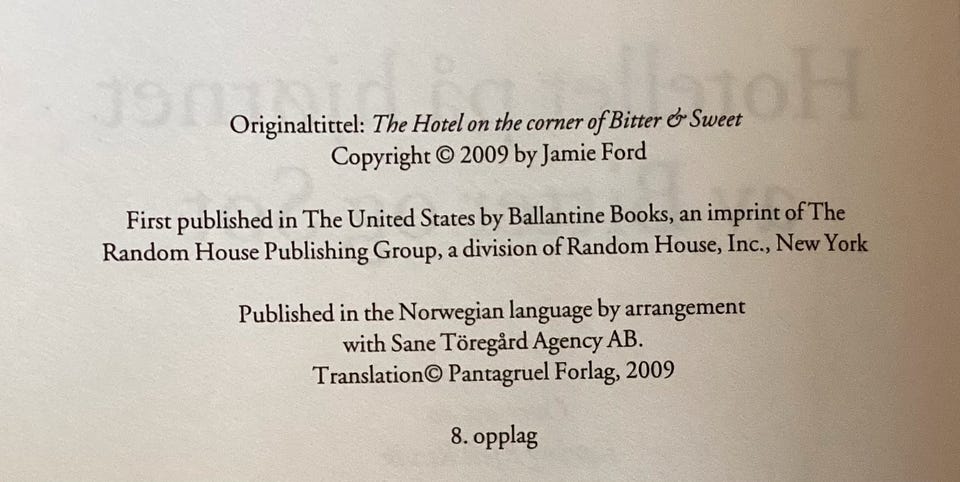 Originaltittel: The Hotel on the corner of Bitter & Sweet
Copyright © 2009 by Jamie Ford
First published in The United States by Ballantine Books, an imprint of The
Random House Publishing Group, a division of Random House, Inc., New York
Published in the Norwegian language by arrangement
with Sane Töregård Agency AB.
Translation© Pantagruel Forlag, 2009
8. opplag